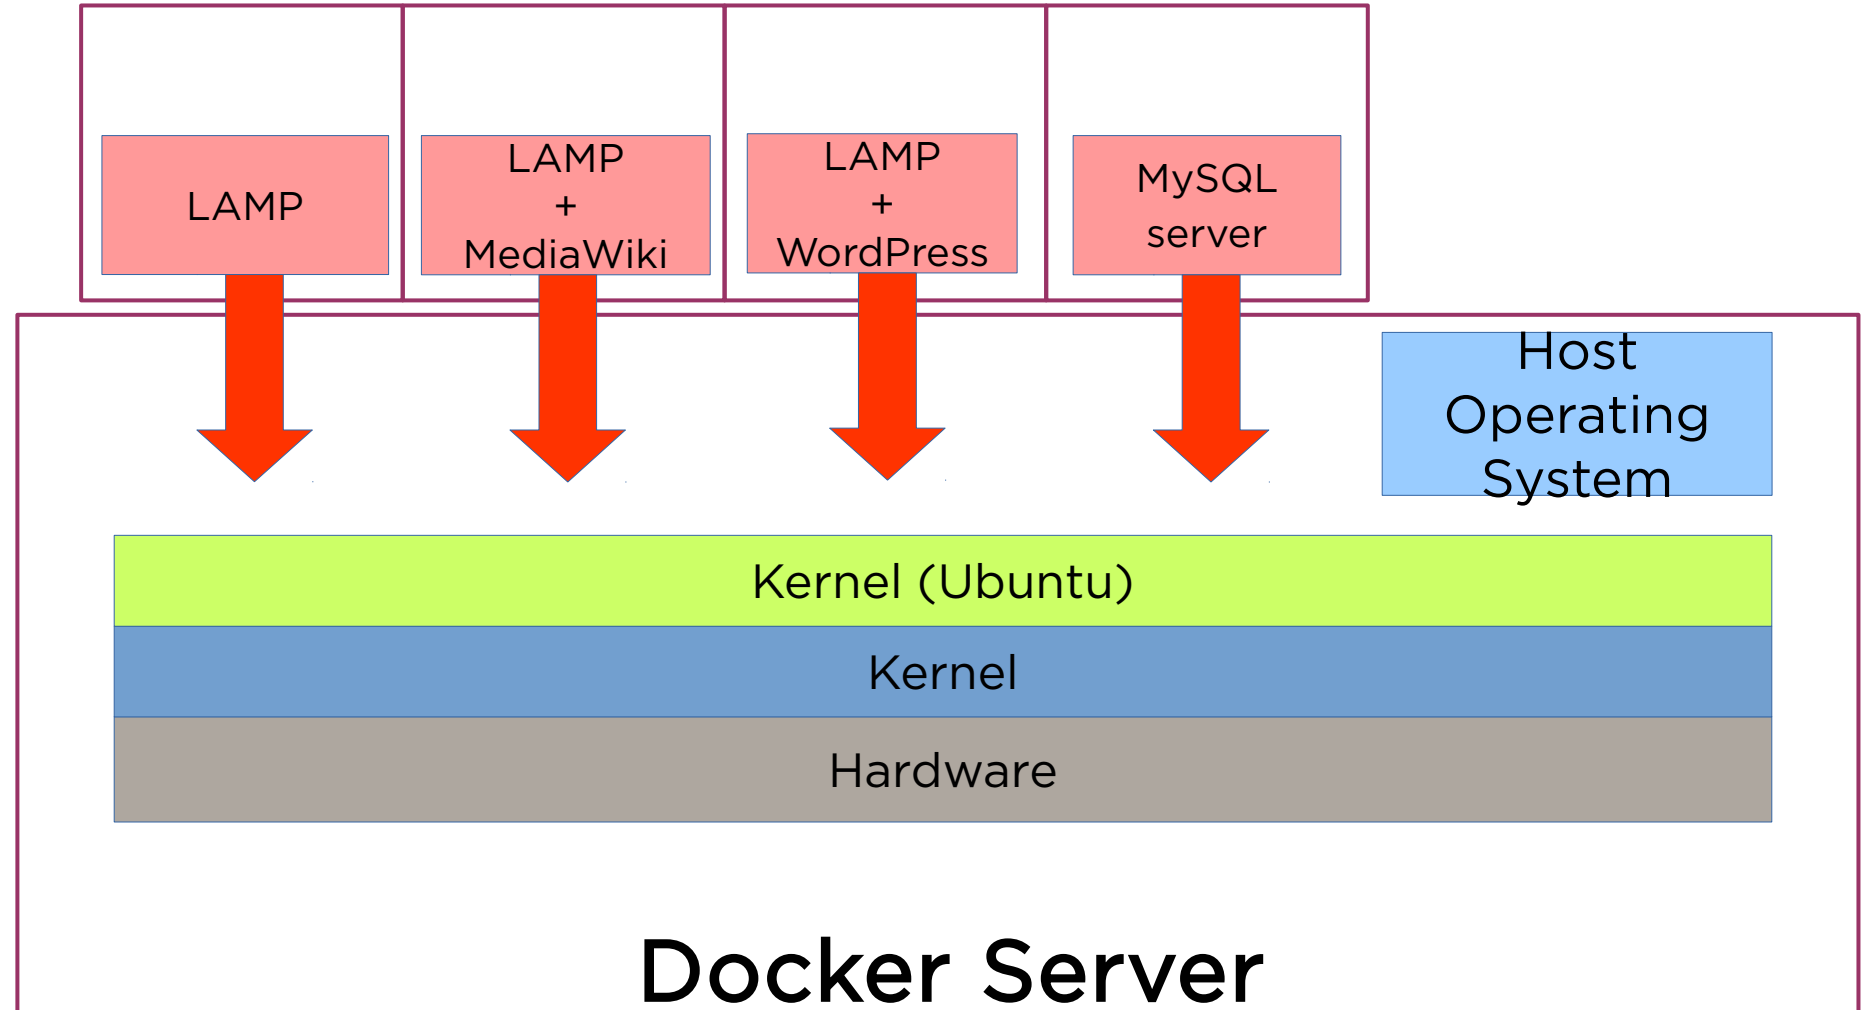 LAMP
LAMP
+
MediaWiki
LAMP
+
WordPress
MySQL
server
Host
Operating
System
Kernel (Ubuntu)
Kernel
Hardware
Docker Server